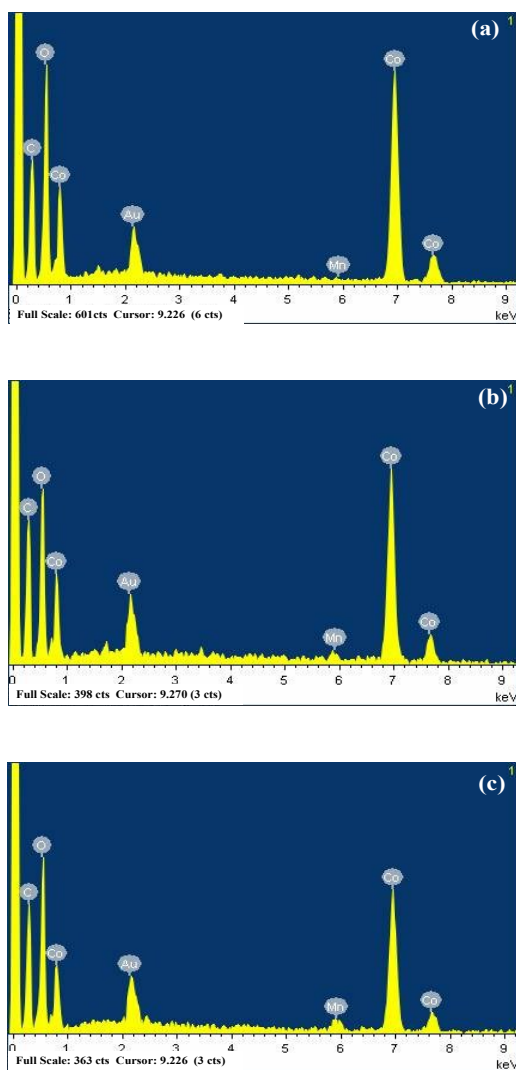 (a) 1
O
Co
C
Co
Au
Mn
Co
0 1 2 3 4 5 6 7 8 9
keV
Full Scale: 601cts Cursor: 9.226 (6 cts)
(b) 1
Co
O
C
Co
Au
Mn
Co
0 1 2 3 4 5 6 7 8 9
keV
Full Scale: 398 cts Cursor: 9.270 (3 cts)
(c) 1
O
Co
C
Co
Au
Mn
Co
0 1 2 3 4 5 6 7 8 9
keV
Full Scale: 363 cts Cursor: 9.226 (3 cts)